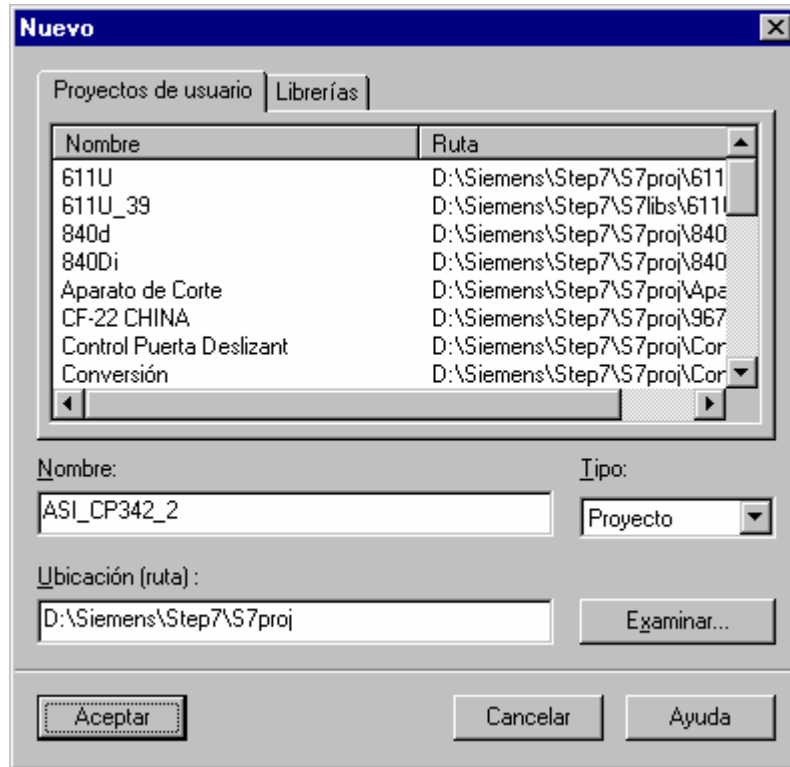 Nuevo
Proyectos de usuario Librerías
Nombre Ruta
611U D:\Siemens\Step7\S7proj\611
611U_39 D:\Siemens\Step7\S7libs\611U
840d D:\Siemens\Step7\S7proj\840
840Di D:\Siemens\Step7\S7proj\840
Aparato de Corte D:\Siemens\Step7\S7proj\Apa
CF-22 CHINA D:\Siemens\Step7\S7proj\967
Control Puerta Deslizant D:\Siemens\Step7\S7proj\Con
Conversión D:\Siemens\Step7\S7proj\Con
Nombre: Tipo:
ASI_CP342_2 Proyecto
Ubicación (ruta) :
D:\Siemens\Step7\S7proj Examinar...
Aceptar Cancelar Ayuda